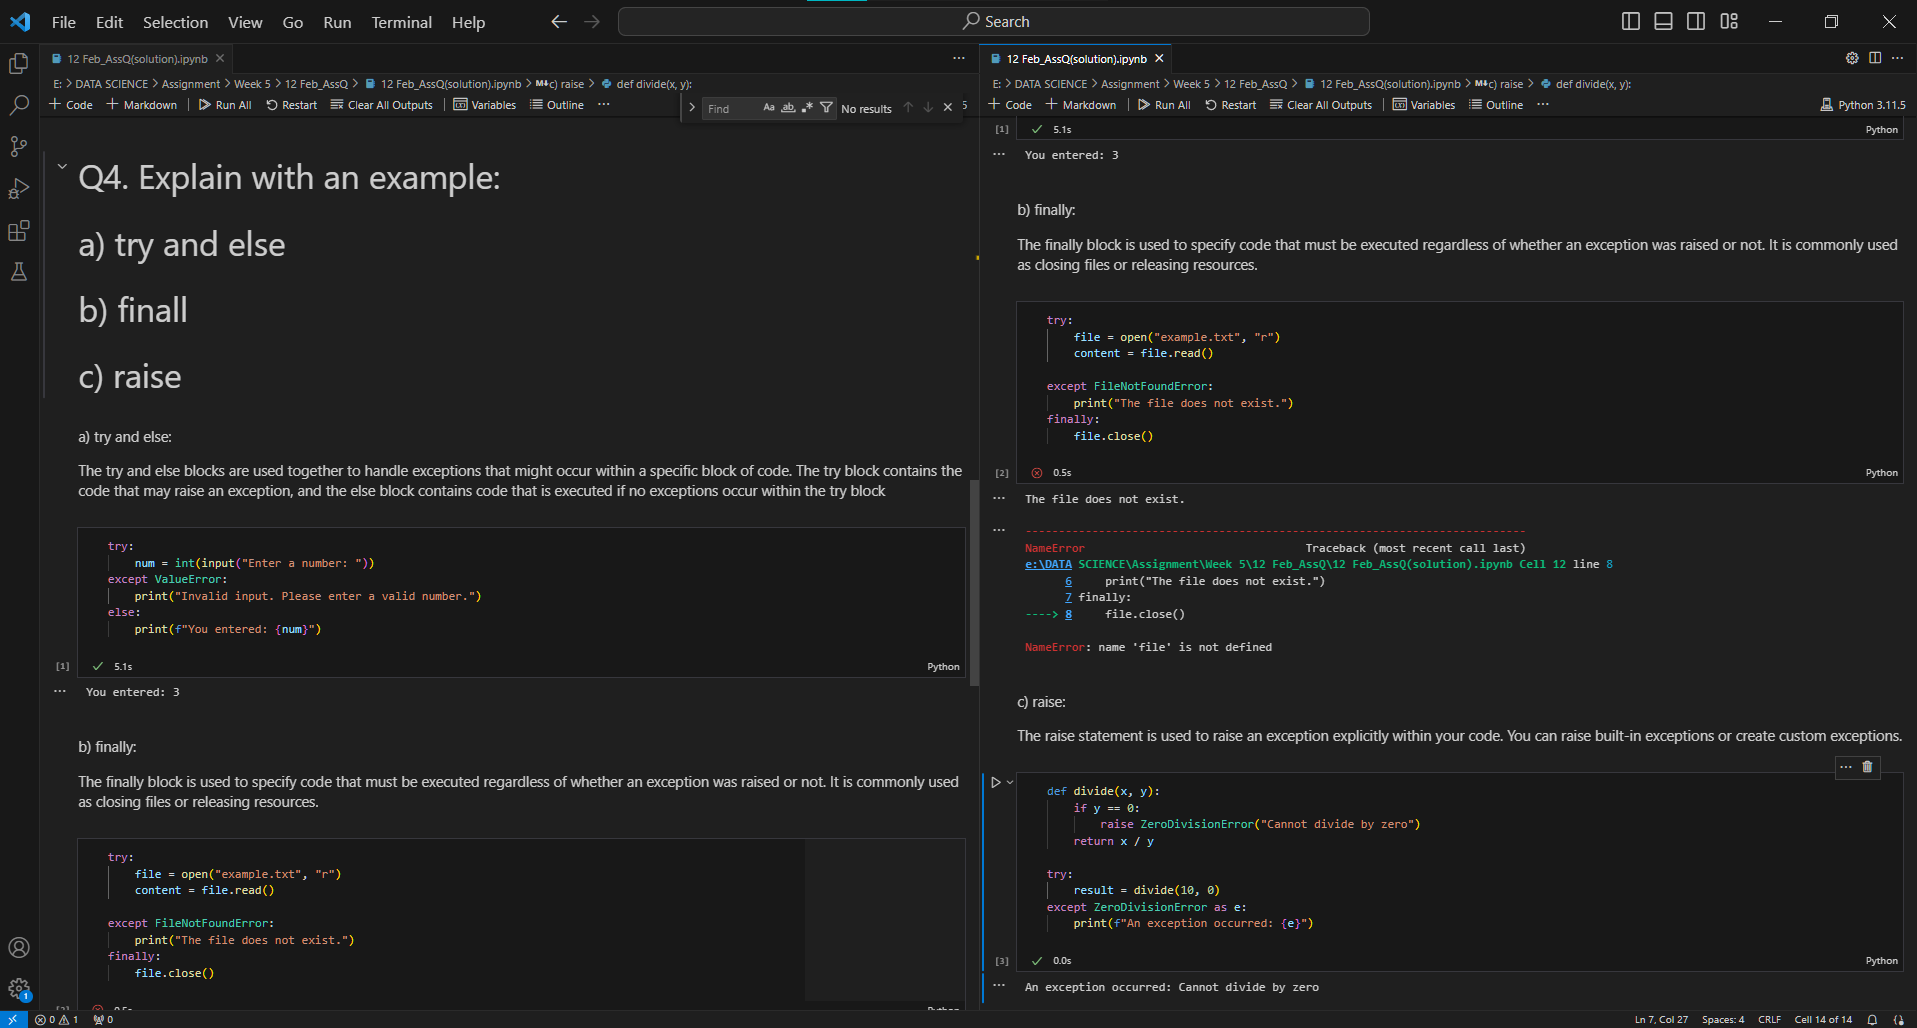 File Edit Selection View Go Run Terminal Help
Search
12 Feb_AssQ(solution).ipynb
E: > DATA SCIENCE > Assignment > Week 5 > 12 Feb_AssQ > 12 Feb_AssQ(solution).ipynb > M↓c) raise > def divide(x, y):
+ Code + Markdown Run All Restart Clear All Outputs Variables Outline ...
Find Aa ab .* No results
Q4. Explain with an example:
a) try and else
b) finall
c) raise
a) try and else:
The try and else blocks are used together to handle exceptions that might occur within a specific block of code. The try block contains the
code that may raise an exception, and the else block contains code that is executed if no exceptions occur within the try block
try:
num = int(input("Enter a number: "))
except ValueError:
print("Invalid input. Please enter a valid number.")
else:
print(f"You entered: {num}")
[1] 5.1s Python
... You entered: 3
b) finally:
The finally block is used to specify code that must be executed regardless of whether an exception was raised or not. It is commonly used
as closing files or releasing resources.
try:
file = open("example.txt", "r")
content = file.read()
except FileNotFoundError:
print("The file does not exist.")
finally:
file.close()
12 Feb_AssQ(solution).ipynb
E: > DATA SCIENCE > Assignment > Week 5 > 12 Feb_AssQ > 12 Feb_AssQ(solution).ipynb > M↓c) raise > def divide(x, y):
+ Code + Markdown Run All Restart Clear All Outputs Variables Outline ... Python 3.11.5
[1] 5.1s Python
... You entered: 3
b) finally:
The finally block is used to specify code that must be executed regardless of whether an exception was raised or not. It is commonly used
as closing files or releasing resources.
try:
file = open("example.txt", "r")
content = file.read()
except FileNotFoundError:
print("The file does not exist.")
finally:
file.close()
[2] 0.5s Python
... The file does not exist.
... ---------------------------------------------------------------------------
NameError Traceback (most recent call last)
e:\DATA SCIENCE\Assignment\Week 5\12 Feb_AssQ\12 Feb_AssQ(solution).ipynb Cell 12 line 8
6 print("The file does not exist.")
7 finally:
----> 8 file.close()
NameError: name 'file' is not defined
c) raise:
The raise statement is used to raise an exception explicitly within your code. You can raise built-in exceptions or create custom exceptions.
def divide(x, y):
if y == 0:
raise ZeroDivisionError("Cannot divide by zero")
return x / y
try:
result = divide(10, 0)
except ZeroDivisionError as e:
print(f"An exception occurred: {e}")
[3] 0.0s Python
... An exception occurred: Cannot divide by zero
1
0 1 0
Ln 7, Col 27 Spaces: 4 CRLF Cell 14 of 14